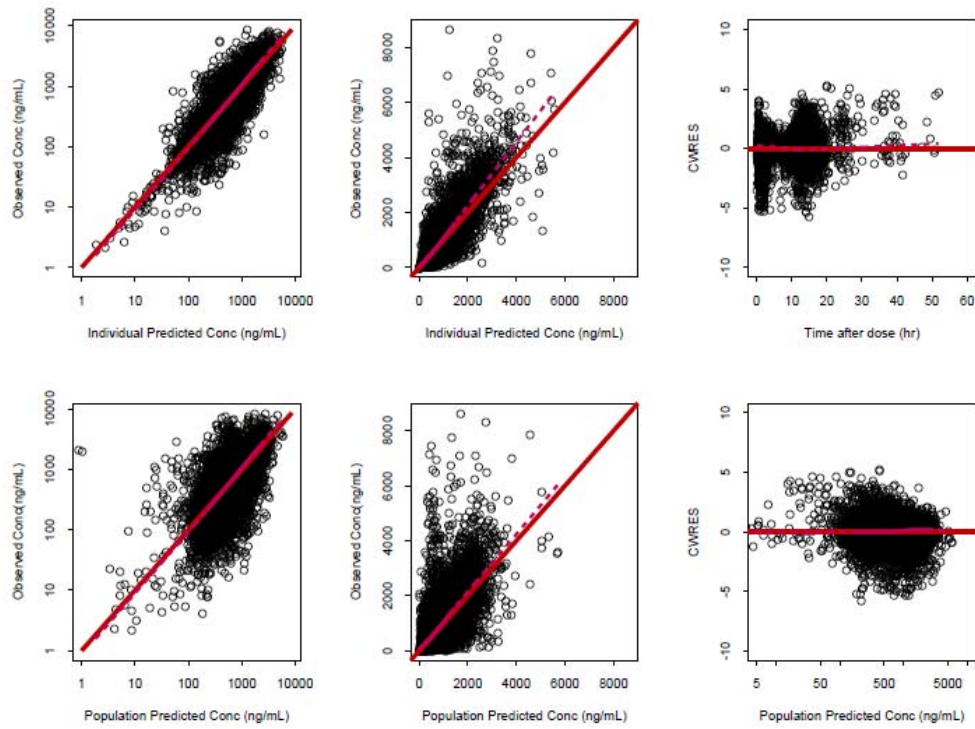 Observed Conc (ng/mL)
10000
1000
100
10
1
1 10 100 1000 10000
Individual Predicted Conc (ng/mL)
Observed Conc (ng/mL)
8000
6000
4000
2000
0
0 2000 4000 6000 8000
Individual Predicted Conc (ng/mL)
CWRES
10
5
0
-5
-10
0 10 20 30 40 50 60
Time after dose (hr)
Observed Conc(ng/mL)
10000
1000
100
10
1
1 10 100 1000 10000
Population Predicted Conc (ng/mL)
Observed Conc(ng/mL)
8000
6000
4000
2000
0
0 2000 4000 6000 8000
Population Predicted Conc (ng/mL)
CWRES
10
5
0
-5
-10
5 50 500 5000
Population Predicted Conc (ng/mL)